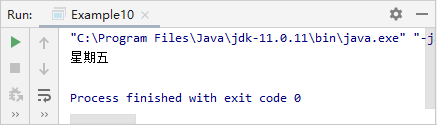 Run: Example10
"C:\Program Files\Java\jdk-11.0.11\bin\java.exe" "-j
星期五
Process finished with exit code 0